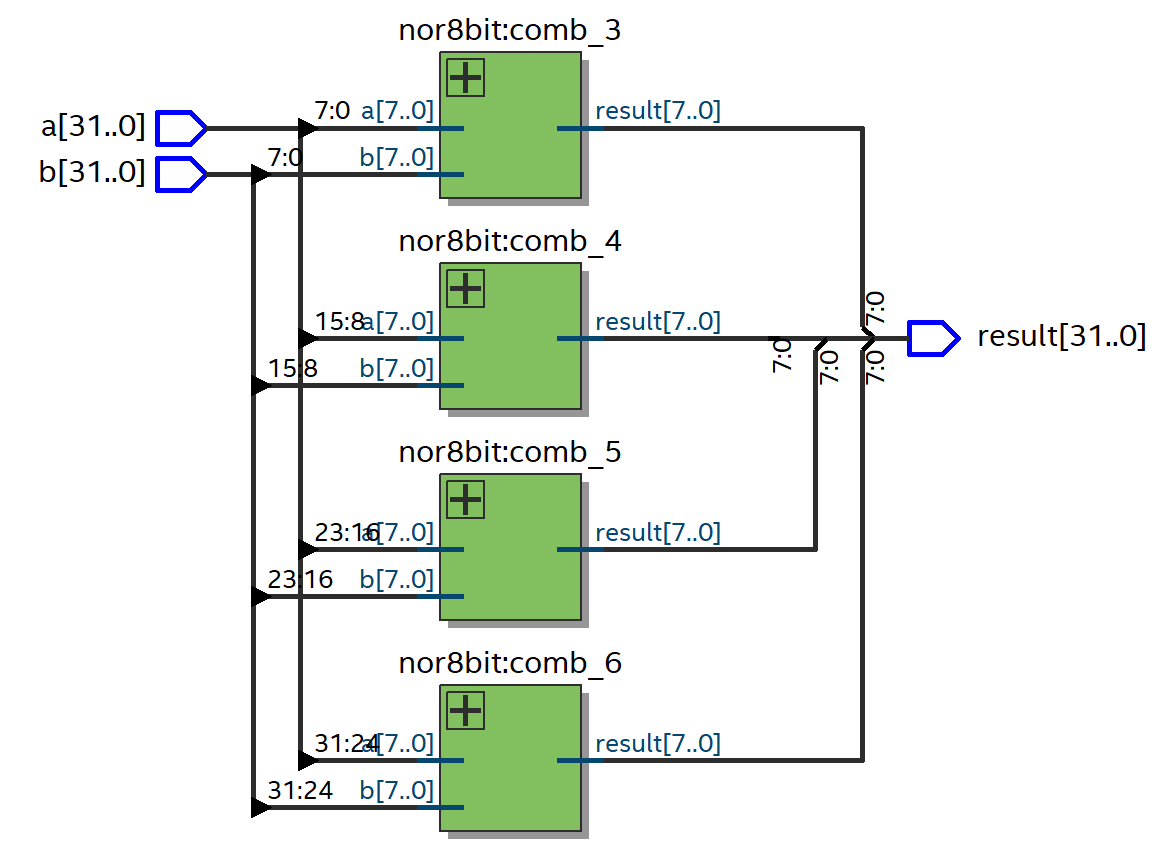 nor8bit:comb_3
a[31..0]
7:0
a[7..0]
result[7..0]
b[31..0]
7:0
b[7..0]
nor8bit:comb_4
15:8
a[7..0]
result[7..0]
15:8
b[7..0]
7:0
7:0
7:0
7:0
result[31..0]
nor8bit:comb_5
23:16
a[7..0]
result[7..0]
23:16
b[7..0]
nor8bit:comb_6
31:24
a[7..0]
result[7..0]
31:24
b[7..0]